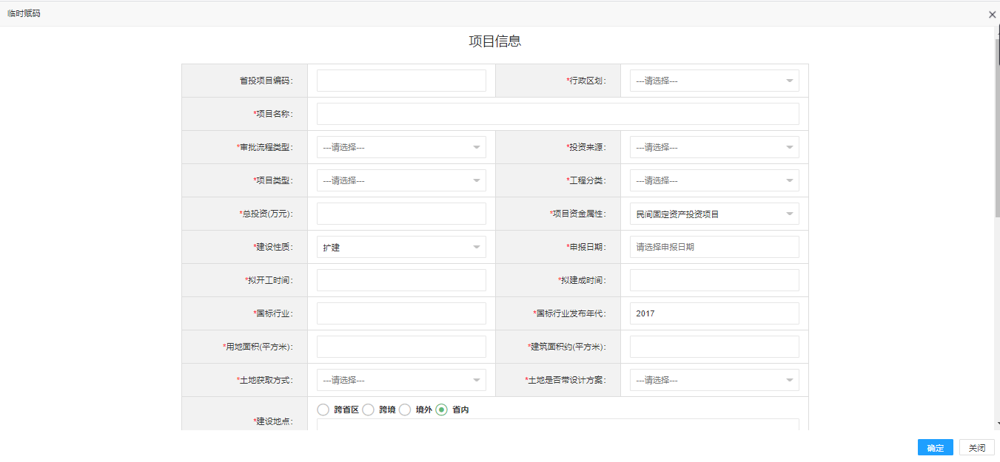 临时赋码
项目信息
省投项目编码：
*行政区划： ---请选择---
*项目名称：
*审批流程类型： ---请选择--- *投资来源： ---请选择---
*项目类型： ---请选择--- *工程分类： ---请选择---
*总投资(万元)： *项目资金属性： 民间固定资产投资项目
*建设性质： 扩建 *申报日期： 请选择申报日期
*拟开工时间： *拟建成时间：
*国标行业： *国标行业发布年代： 2017
*用地面积(平方米)： *建筑面积约(平方米)：
*土地获取方式： ---请选择--- *土地是否带设计方案： ---请选择---
跨省区 跨境 境外 省内
*建设地点：
确定 关闭